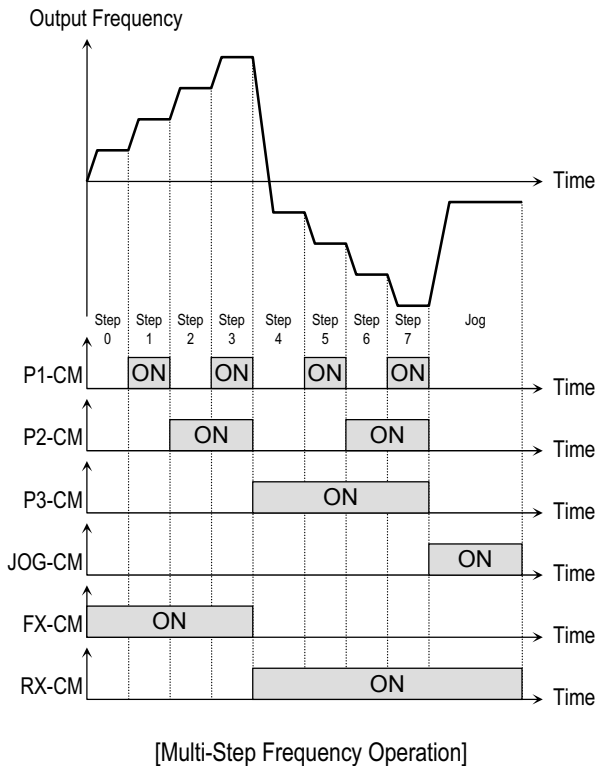 Output Frequency
Time
Step 0
Step 1
Step 2
Step 3
Step 4
Step 5
Step 6
Step 7
Jog
P1-CM ON ON ON ON Time
P2-CM ON ON Time
P3-CM ON Time
JOG-CM ON Time
FX-CM ON Time
RX-CM ON Time
[Multi-Step Frequency Operation]